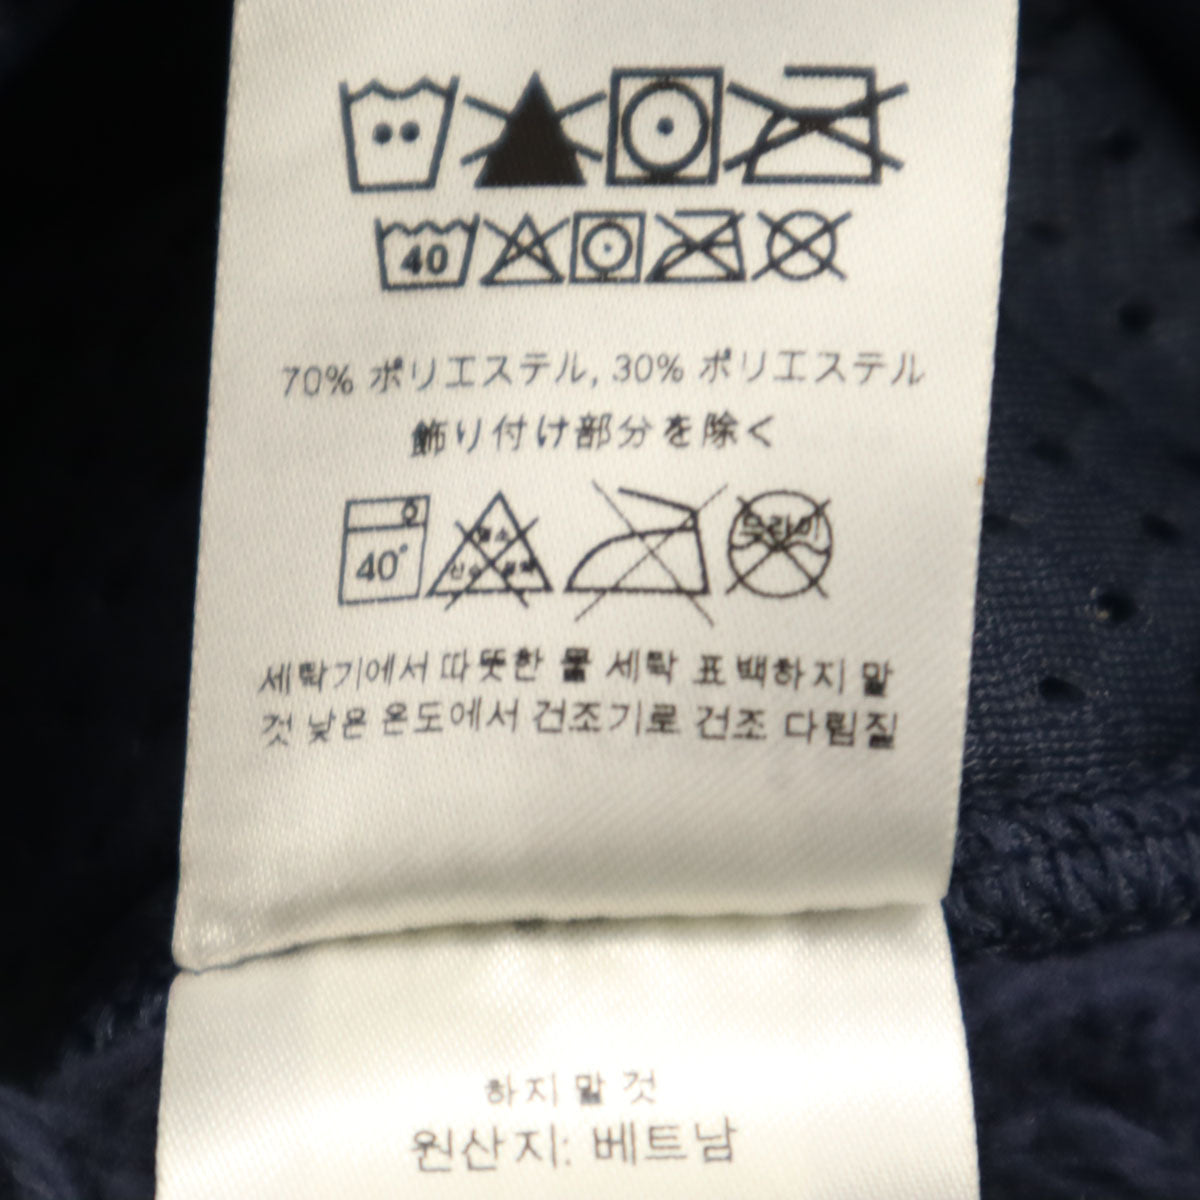 40
70% ポリエステル, 30% ポリエステル
飾り付け部分を除く
40°
드라이
세탁기에서 따뜻한 물 세탁 표백하지 말
것 낮은 온도에서 건조기로 건조 다림질
하지 말 것
원산지: 베트남